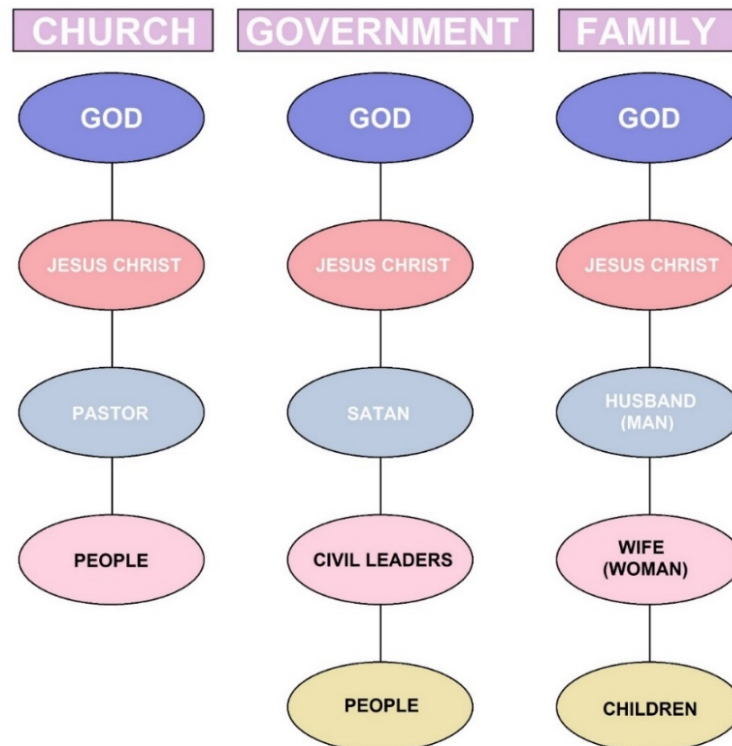 CHURCH
GOD
JESUS CHRIST
PASTOR
PEOPLE
GOVERNMENT
GOD
JESUS CHRIST
SATAN
CIVIL LEADERS
PEOPLE
FAMILY
GOD
JESUS CHRIST
HUSBAND
(MAN)
WIFE
(WOMAN)
CHILDREN